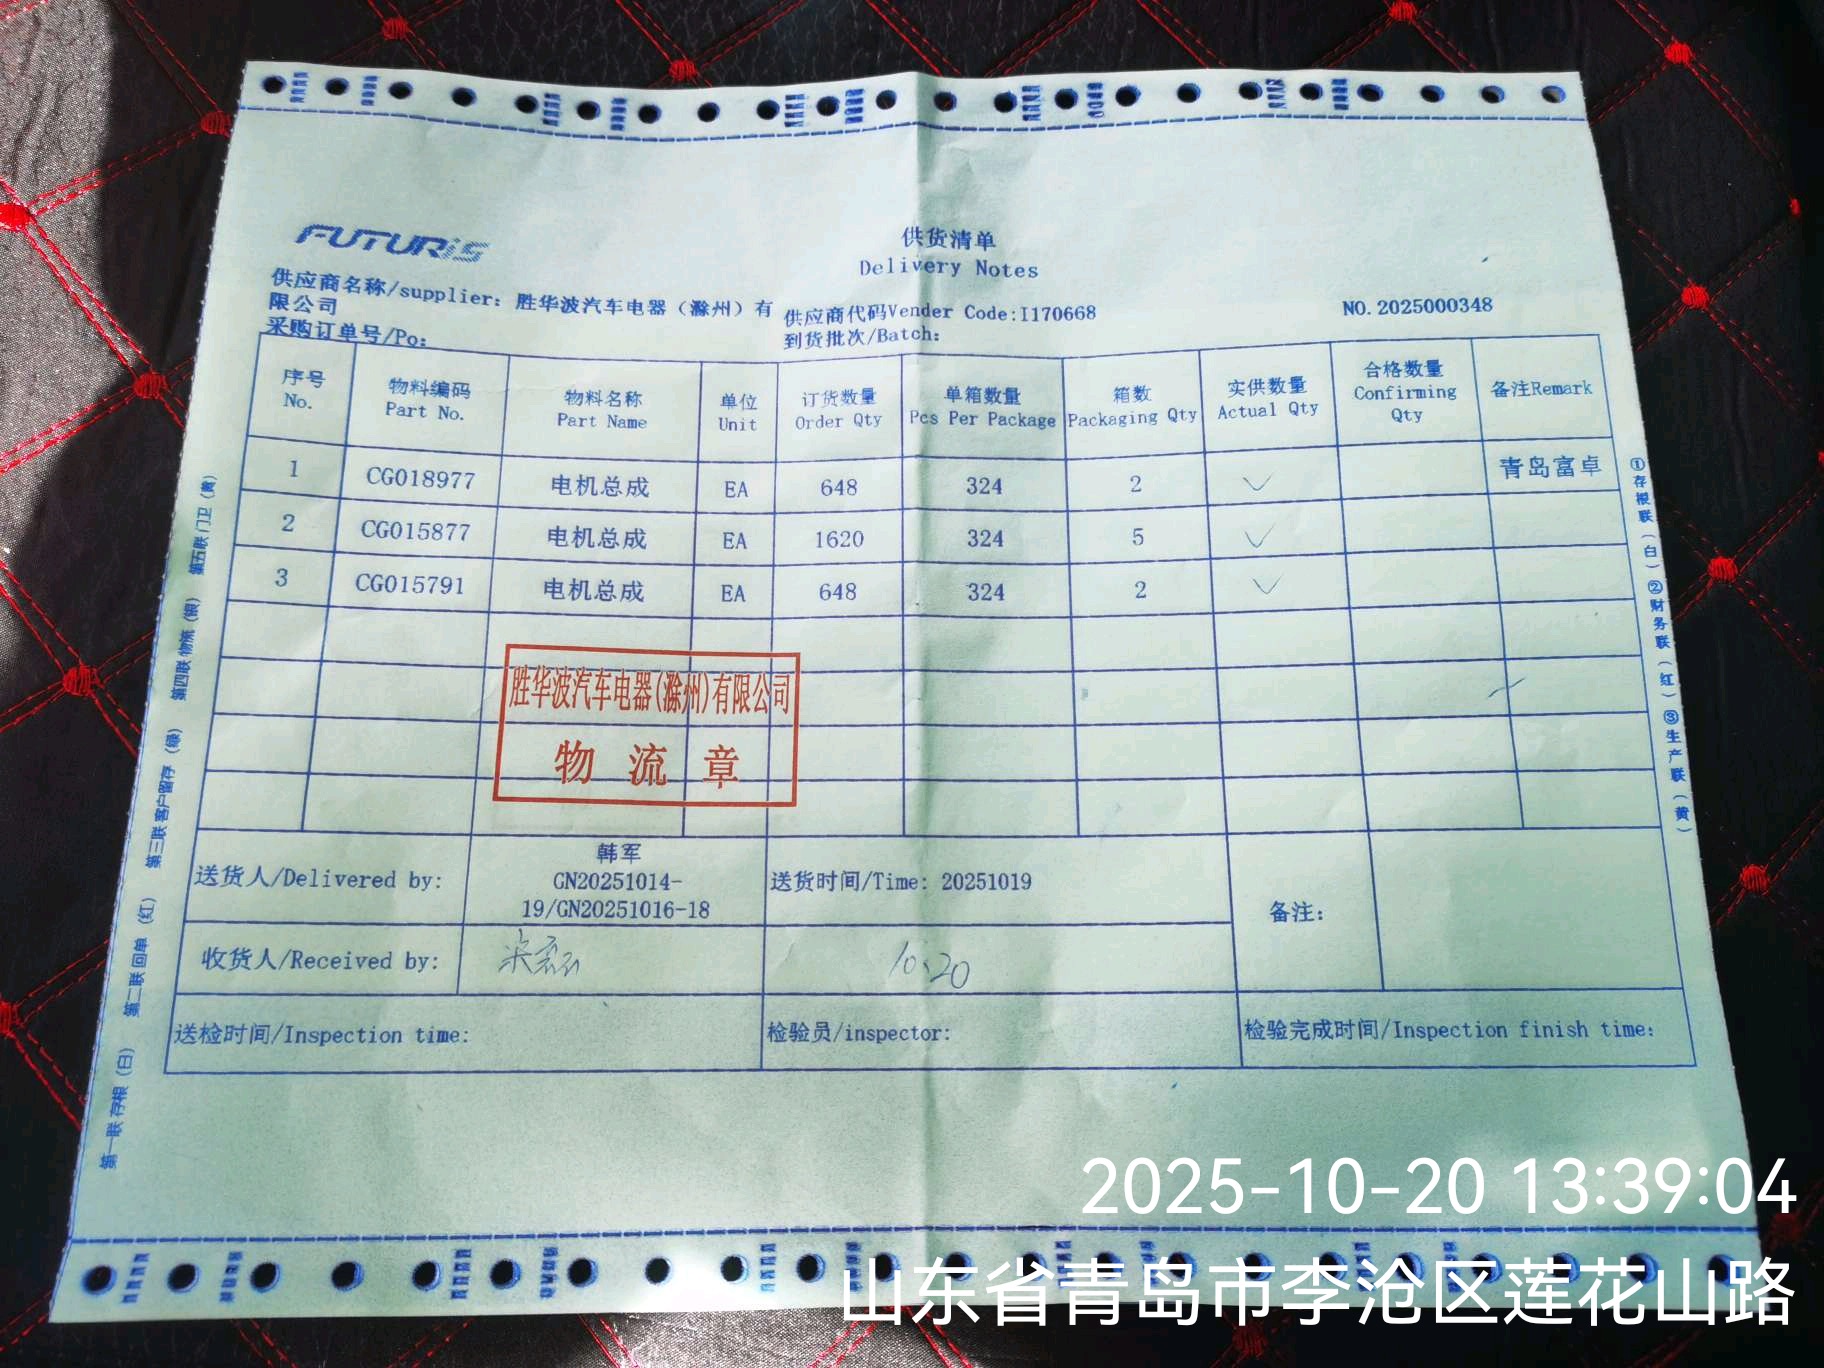 FUTURiS
供货清单
Delivery Notes
供应商名称/supplier: 胜华波汽车电器（滁州）有
限公司
供应商代码Vender Code:I170668
NO.2025000348
采购订单号/Po:
到货批次/Batch:
序号 No. 物料编码 Part No. 物料名称 Part Name 单位 Unit 订货数量 Order Qty 单箱数量 Pcs Per Package 箱数 Packaging Qty 实供数量 Actual Qty 合格数量 Confirming Qty 备注Remark
1 CG018977 电机总成 EA 648 324 2 ✓ 青岛富卓
2 CG015877 电机总成 EA 1620 324 5 ✓
3 CG015791 电机总成 EA 648 324 2 ✓
胜华波汽车电器(滁州)有限公司
物流章
送货人/Delivered by:
韩军
GN20251014-
19/GN20251016-18
送货时间/Time: 20251019
备注:
收货人/Received by:
10.20
送检时间/Inspection time:
检验员/inspector:
检验完成时间/Inspection finish time:
第一联 存根（白） 第二联 回单（红） 第三联 客户留存（绿） 第四联 物流（银） 第五联 门卫（黄）
①存根联（白）②财务联（红）③生产联（黄）
2025-10-20 13:39:04
山东省青岛市李沧区莲花山路